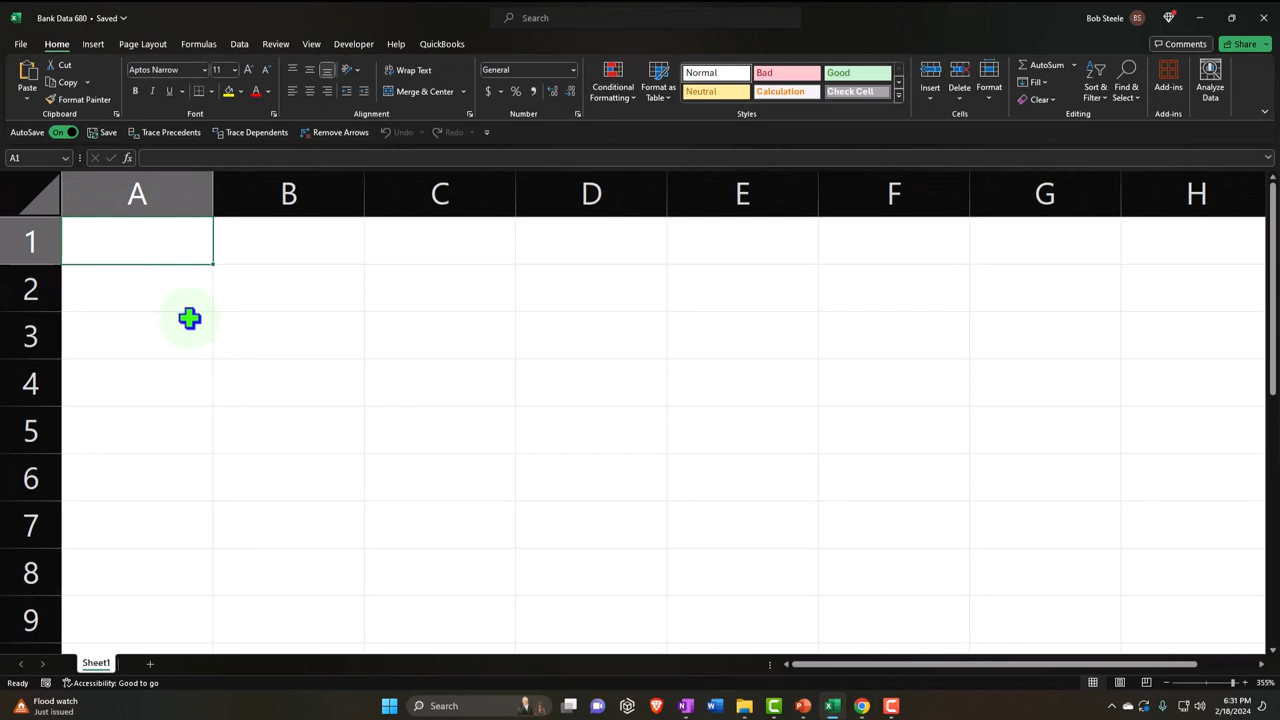 Bank Data 680 • Saved
Search
Bob Steele
BS
File Home Insert Page Layout Formulas Data Review View Developer Help QuickBooks
Comments Share
Paste
Cut
Copy
Format Painter
Clipboard
Aptos Narrow 11
B I U
Font
Wrap Text
Merge & Center
Alignment
General
$ % 9
Number
Conditional Formatting
Format as Table
Normal Bad Good
Neutral Calculation Check Cell
Styles
Insert Delete Format
Cells
AutoSum
Fill
Clear
Sort & Filter
Find & Select
Editing
Add-ins
Add-ins
Analyze Data
AutoSave On Save Trace Precedents Trace Dependents Remove Arrows Undo Redo
A1 fx
A B C D E F G H
1
2
3
4
5
6
7
8
9
Sheet1
Ready Accessibility: Good to go 355%
Flood watch
Just issued
Search
6:31 PM
2/18/2024